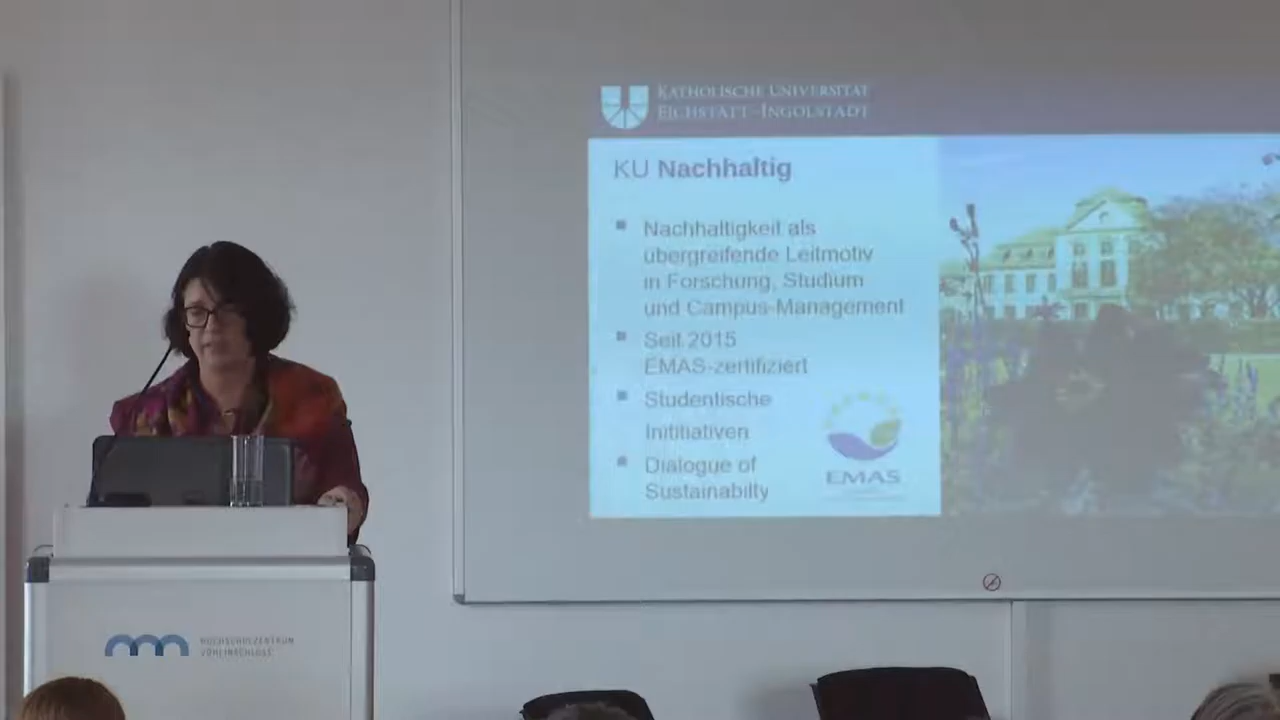 KATHOLISCHE UNIVERSITÄT
EICHSTÄTT-INGOLSTADT
KU Nachhaltig
Nachhaltigkeit als
übergreifende Leitmotiv
in Forschung, Studium
und Campus-Management
Seit 2015
EMAS-zertifiziert
Studentische
Inititiativen
Dialogue of
Sustainabilty
EMAS
HOCHSCHULZENTRUM
VÖHLINSCHLOSS